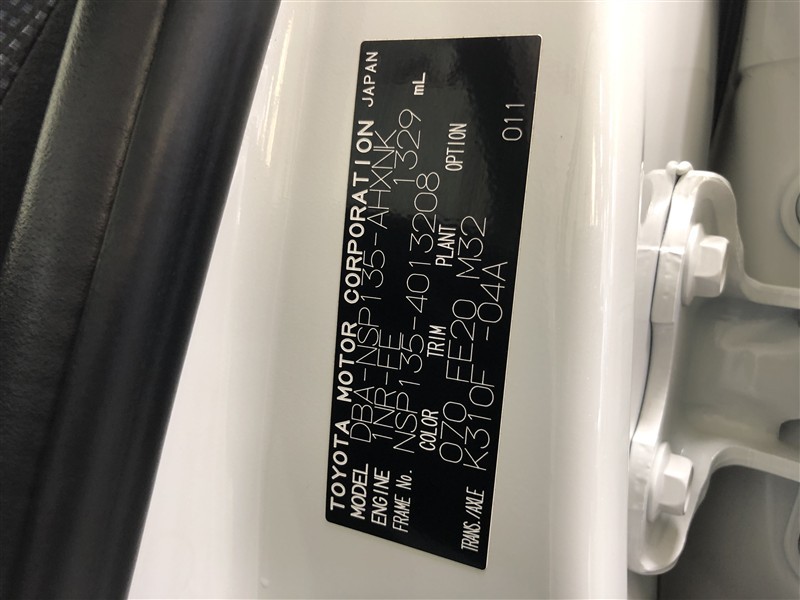 TOYOTA MOTOR CORPORATION JAPAN
MODEL DBA-NSP135-AHXNK
ENGINE 1NR-FE 1329 mL
FRAME No. NSP135-4013208
COLOR TRIM PLANT OPTION
070 FE20 M32
TRANS./AXLE K310F -04A
011